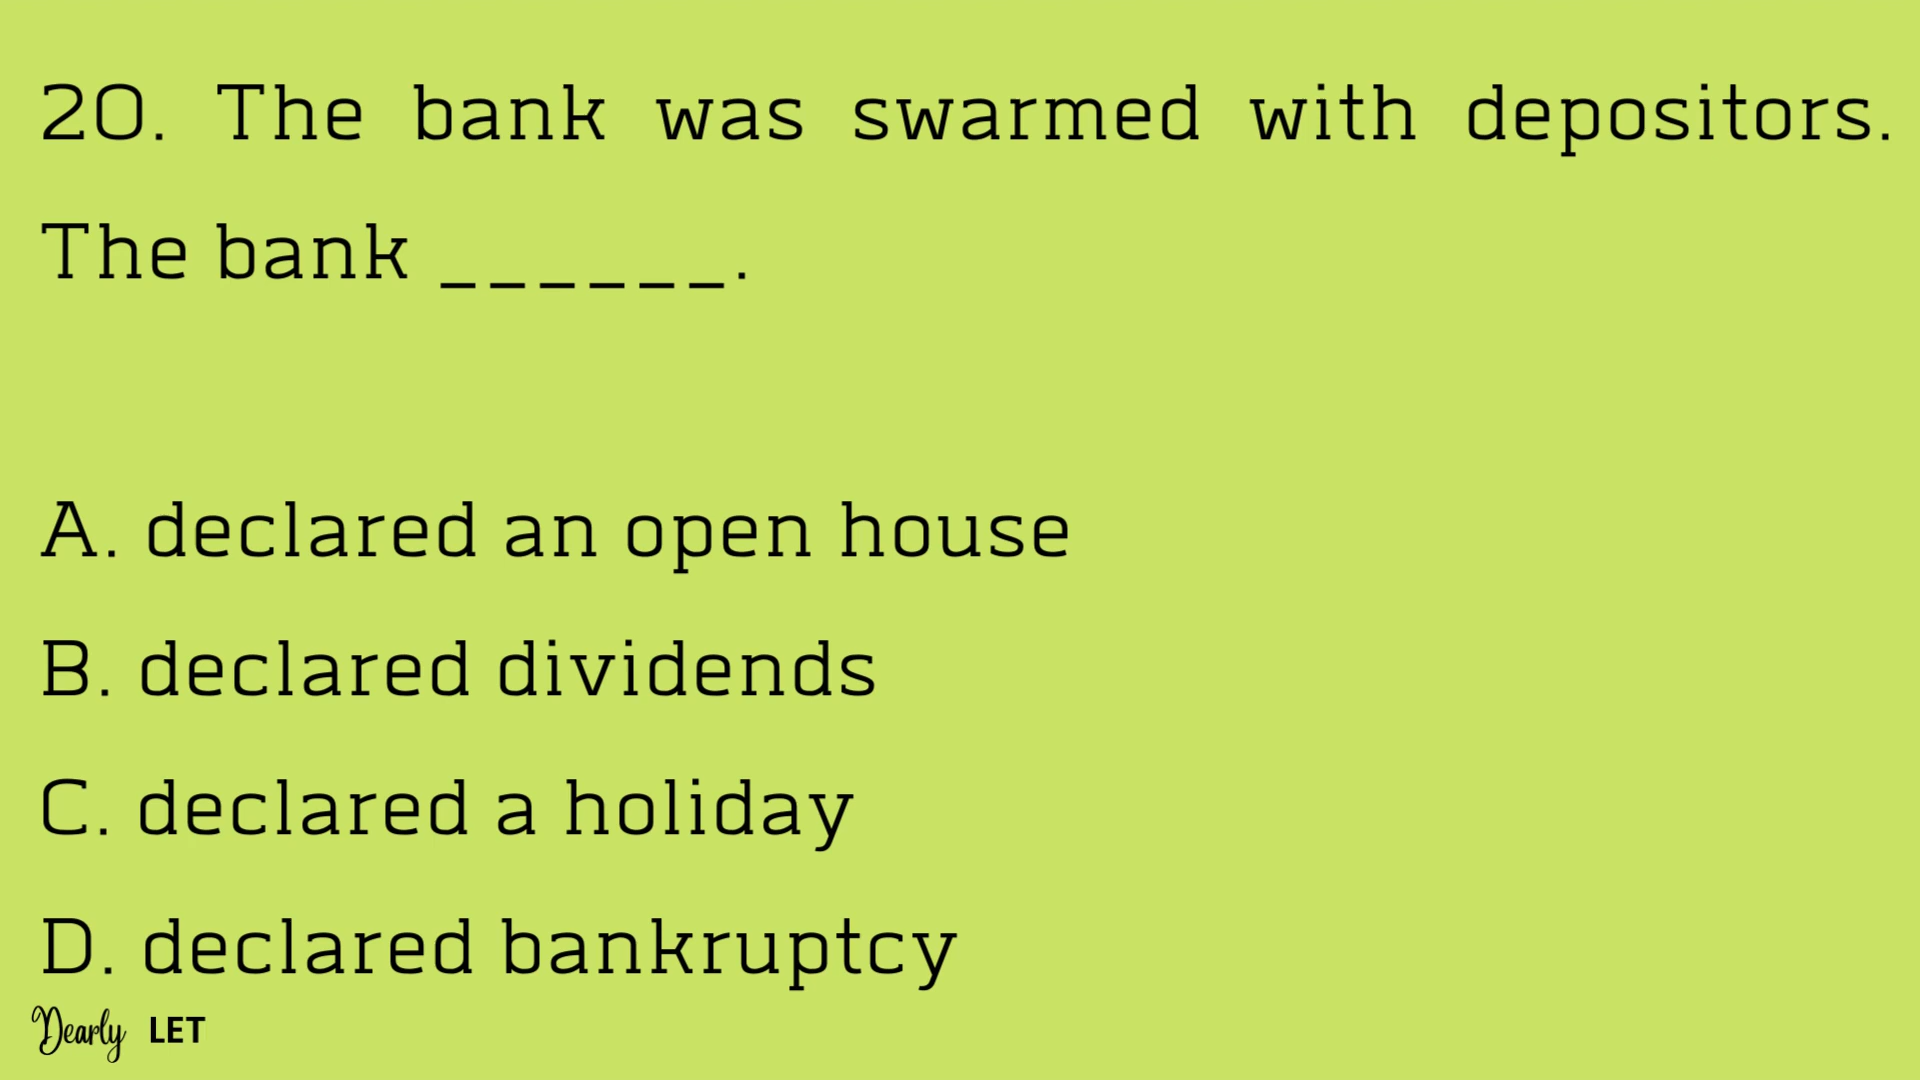 20. The bank was swarmed with depositors.
The bank ______.
A. declared an open house
B. declared dividends
C. declared a holiday
D. declared bankruptcy
Dearly LET